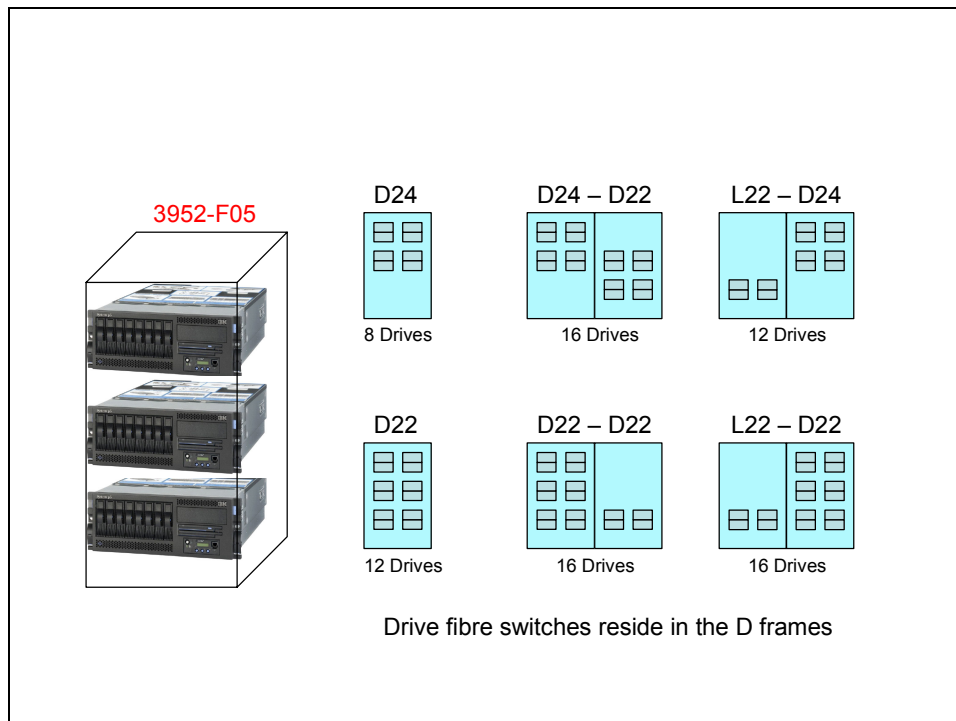 D24
D24 – D22
L22 – D24
3952-F05
8 Drives
16 Drives
12 Drives
D22
D22 – D22
L22 – D22
12 Drives
16 Drives
16 Drives
Drive fibre switches reside in the D frames